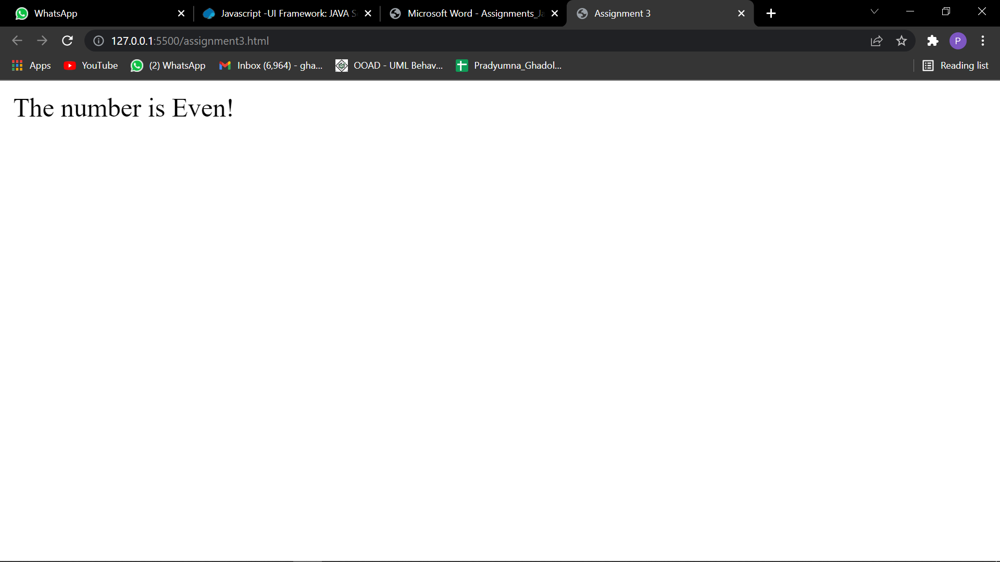 WhatsApp
Javascript -UI Framework: JAVA S
Microsoft Word - Assignments_Ja
Assignment 3
127.0.0.1:5500/assignment3.html
P
Apps
YouTube
(2) WhatsApp
Inbox (6,964) - gha...
OOAD - UML Behav...
Pradyumna_Ghadol...
Reading list
The number is Even!